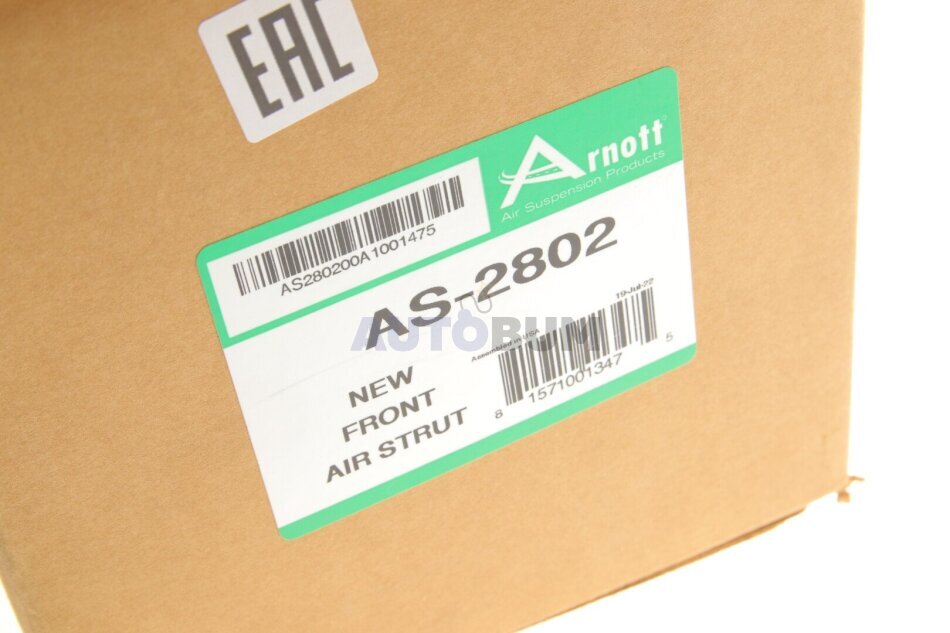 EAC
Arnott
Air Suspension Products
AS280200A1001475
AS-2802
19-Jul-22
Assembled in USA
AUTOBUM
NEW
FRONT
AIR STRUT
8 1571001347 5